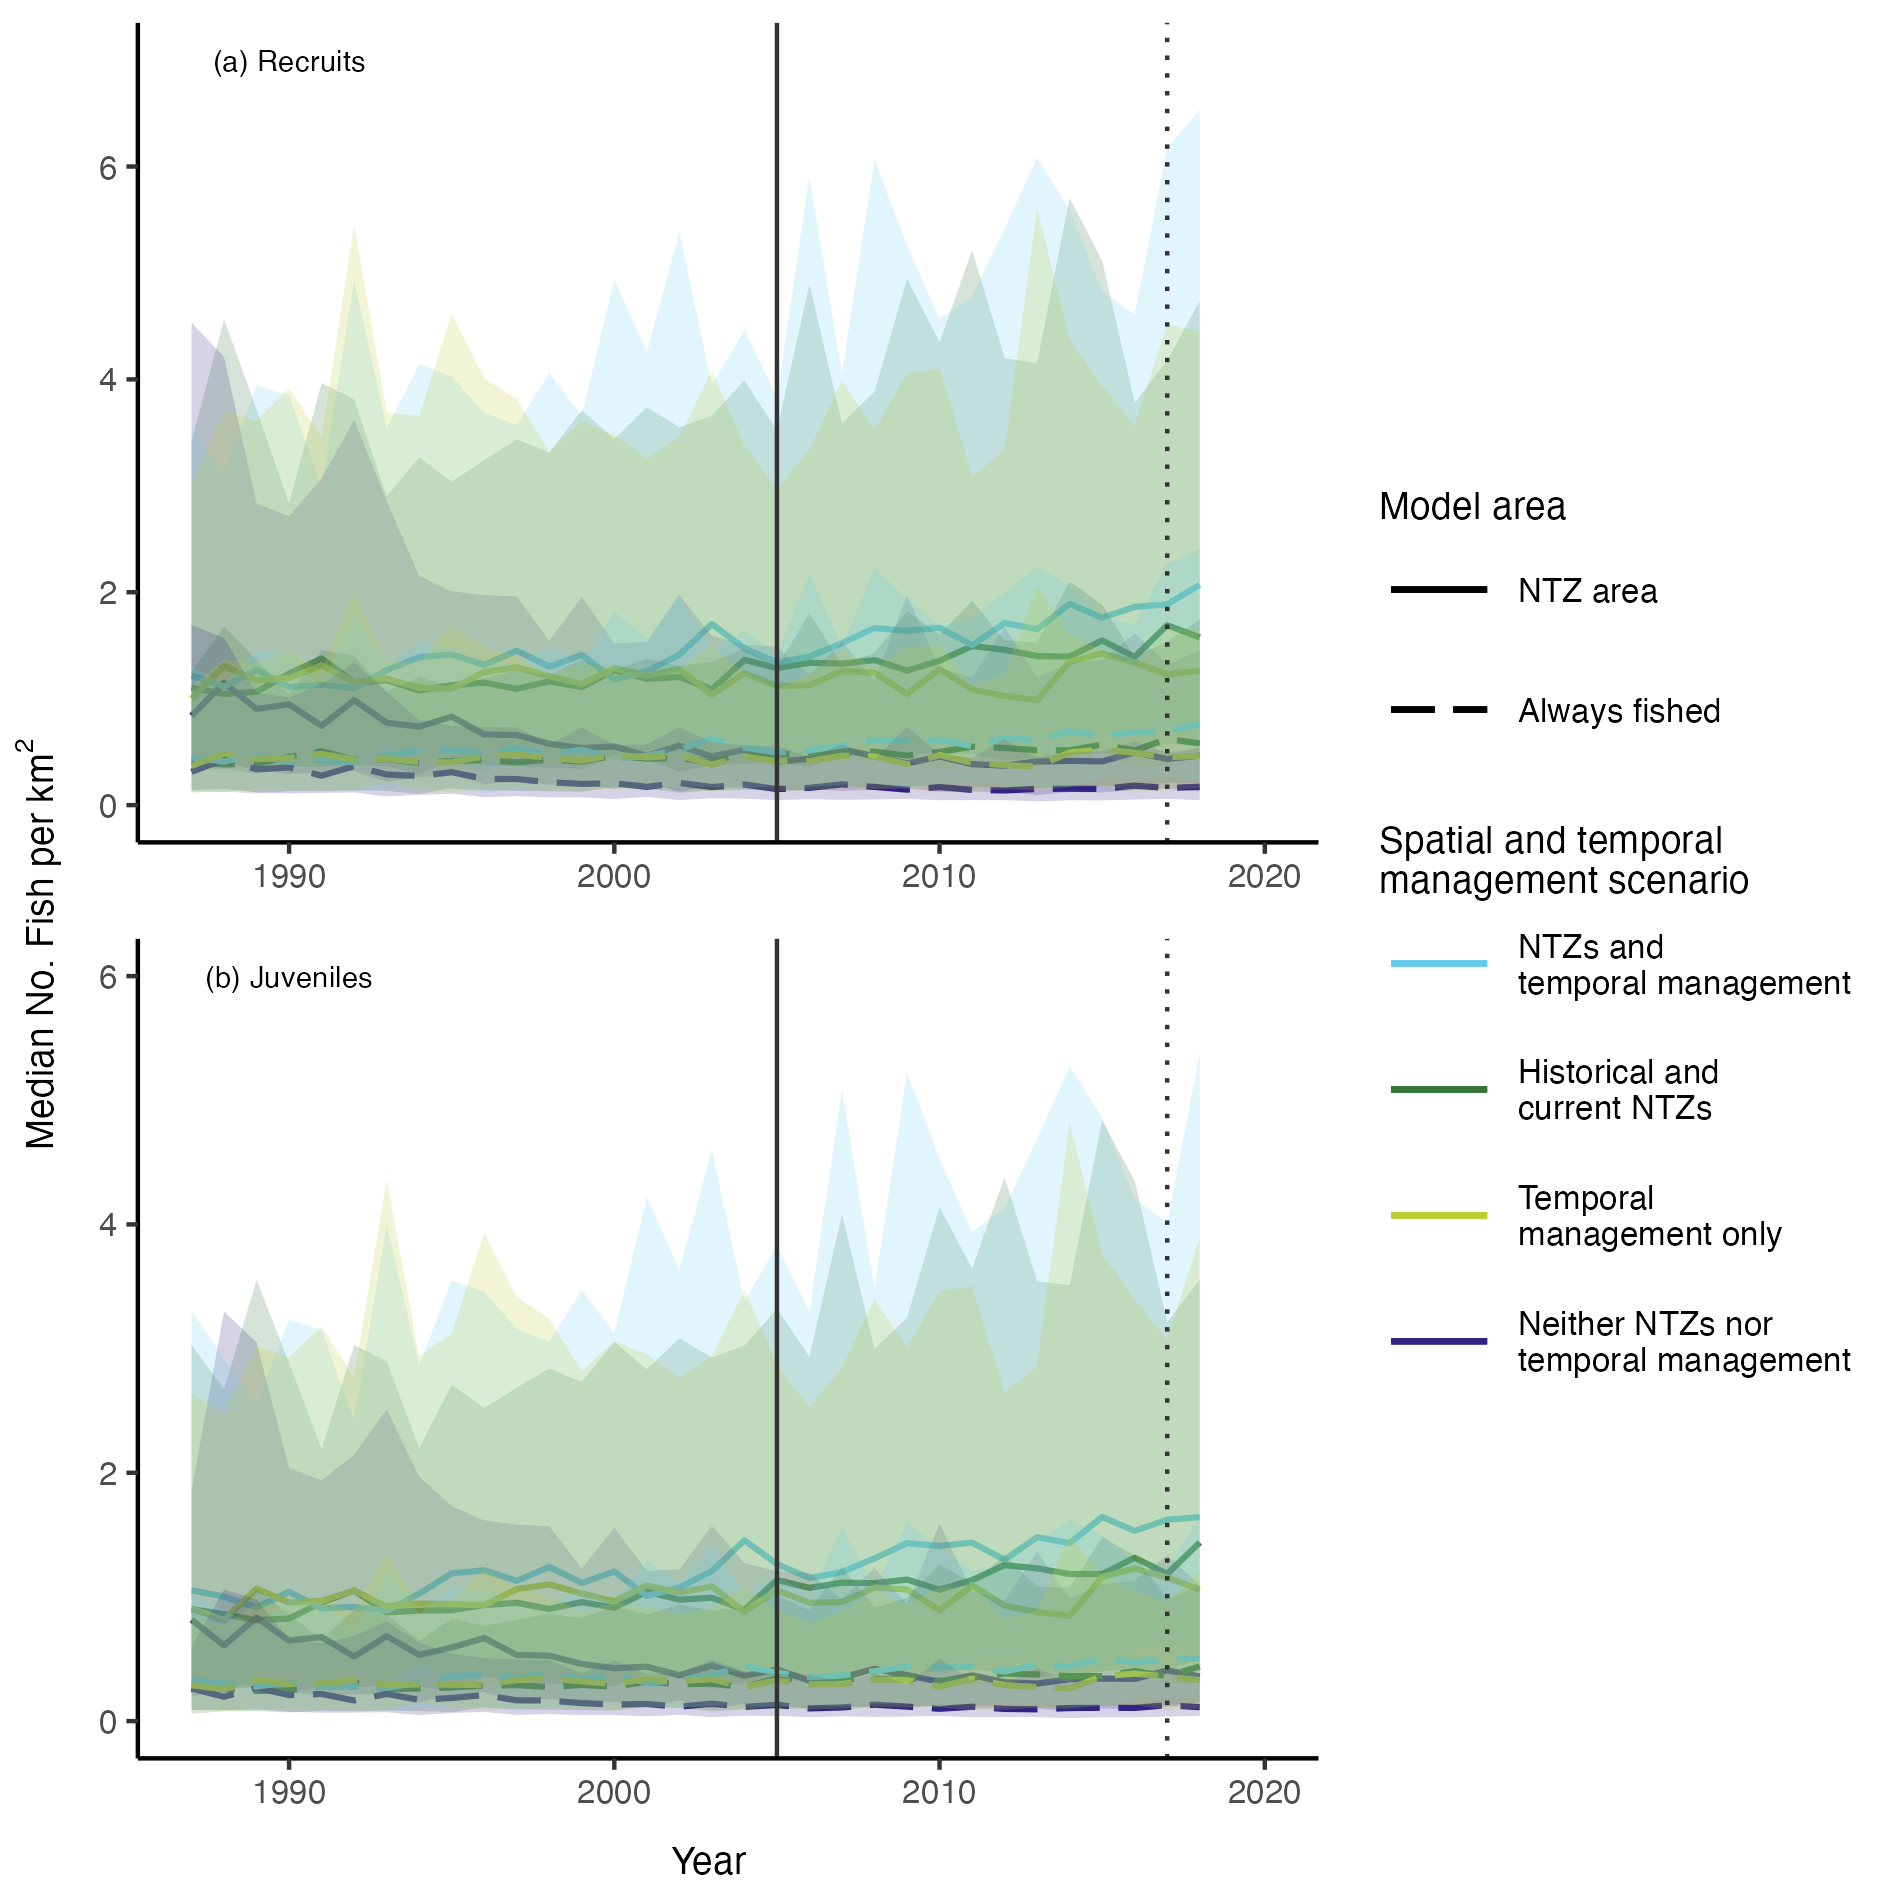 (a) Recruits
6
4
2
0
1990
2000
2010
2020
(b) Juveniles
6
4
2
0
1990
2000
2010
2020
Median No. Fish per km²
Year
Model area
NTZ area
Always fished
Spatial and temporal
management scenario
NTZs and
temporal management
Historical and
current NTZs
Temporal
management only
Neither NTZs nor
temporal management